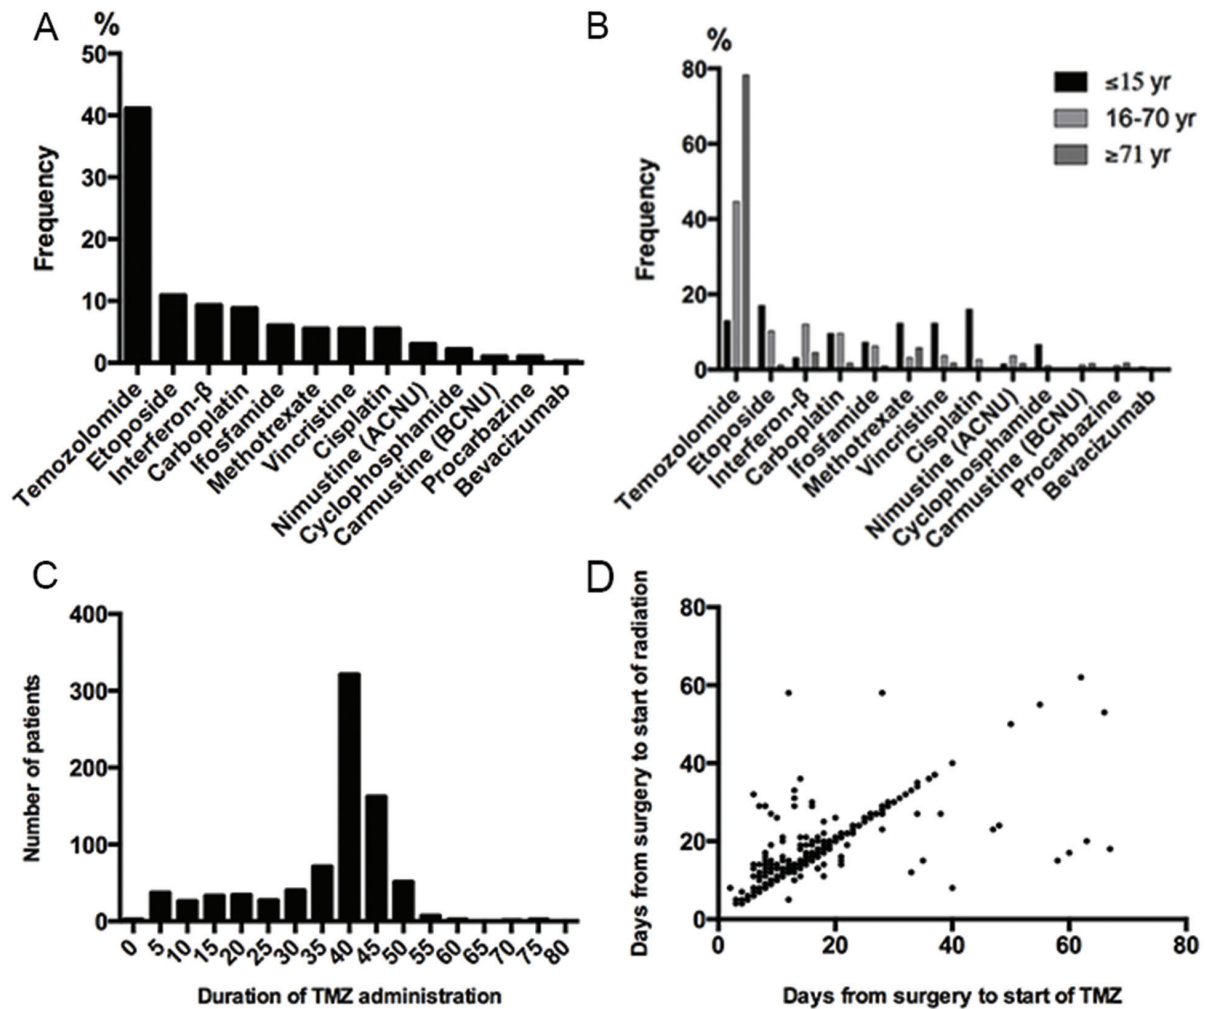 A
%
50
40
30
20
10
0
Frequency
Temozolomide
Etoposide
Interferon-β
Carboplatin
Ifosfamide
Methotrexate
Vincristine
Cisplatin
Nimustine (ACNU)
Cyclophosphamide
Carmustine (BCNU)
Procarbazine
Bevacizumab
B
%
80
60
40
20
0
Frequency
≤15 yr
16-70 yr
≥71 yr
Temozolomide
Etoposide
Interferon-β
Carboplatin
Ifosfamide
Methotrexate
Vincristine
Cisplatin
Nimustine (ACNU)
Cyclophosphamide
Carmustine (BCNU)
Procarbazine
Bevacizumab
C
400
300
200
100
0
Number of patients
0 5 10 15 20 25 30 35 40 45 50 55 60 65 70 75 80
Duration of TMZ administration
D
80
60
40
20
0
Days from surgery to start of radiation
0 20 40 60 80
Days from surgery to start of TMZ